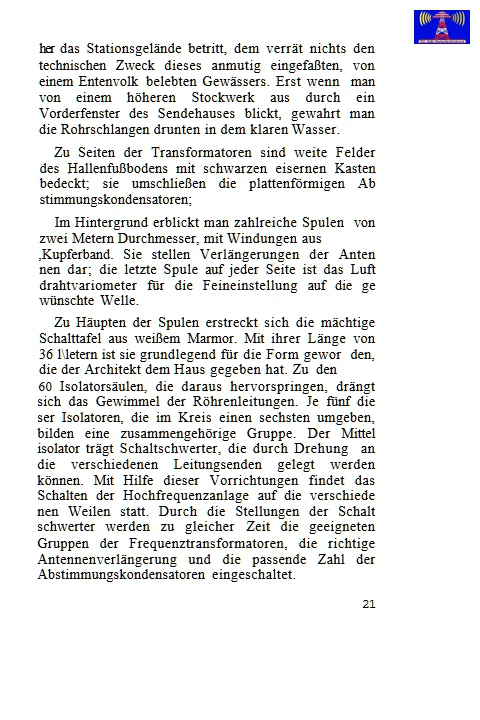 her das Stationsgelände betritt, dem verrät nichts den
technischen Zweck dieses anmutig eingefaßten, von
einem Entenvolk belebten Gewässers. Erst wenn man
von einem höheren Stockwerk aus durch ein
Vorderfenster des Sendehauses blickt, gewahrt man
die Rohrschlangen drunten in dem klaren Wasser.
Zu Seiten der Transformatoren sind weite Felder
des Hallenfußbodens mit schwarzen eisernen Kasten
bedeckt; sie umschließen die plattenförmigen Ab
stimmungskondensatoren;
Im Hintergrund erblickt man zahlreiche Spulen von
zwei Metern Durchmesser, mit Windungen aus
,Kupferband. Sie stellen Verlängerungen der Anten
nen dar; die letzte Spule auf jeder Seite ist das Luft
drahtvariometer für die Feineinstellung auf die ge
wünschte Welle.
Zu Häupten der Spulen erstreckt sich die mächtige
Schalttafel aus weißem Marmor. Mit ihrer Länge von
36 l\letern ist sie grundlegend für die Form gewor den,
die der Architekt dem Haus gegeben hat. Zu den
60 Isolatorsäulen, die daraus hervorspringen, drängt
sich das Gewimmel der Röhrenleitungen. Je fünf die
ser Isolatoren, die im Kreis einen sechsten umgeben,
bilden eine zusammengehörige Gruppe. Der Mittel
isolator trägt Schaltschwerter, die durch Drehung an
die verschiedenen Leitungsenden gelegt werden
können. Mit Hilfe dieser Vorrichtungen findet das
Schalten der Hochfrequenzanlage auf die verschiede
nen Weilen statt. Durch die Stellungen der Schalt
schwerter werden zu gleicher Zeit die geeigneten
Gruppen der Frequenztransformatoren, die richtige
Antennenverlängerung und die passende Zahl der
Abstimmungskondensatoren eingeschaltet.
21